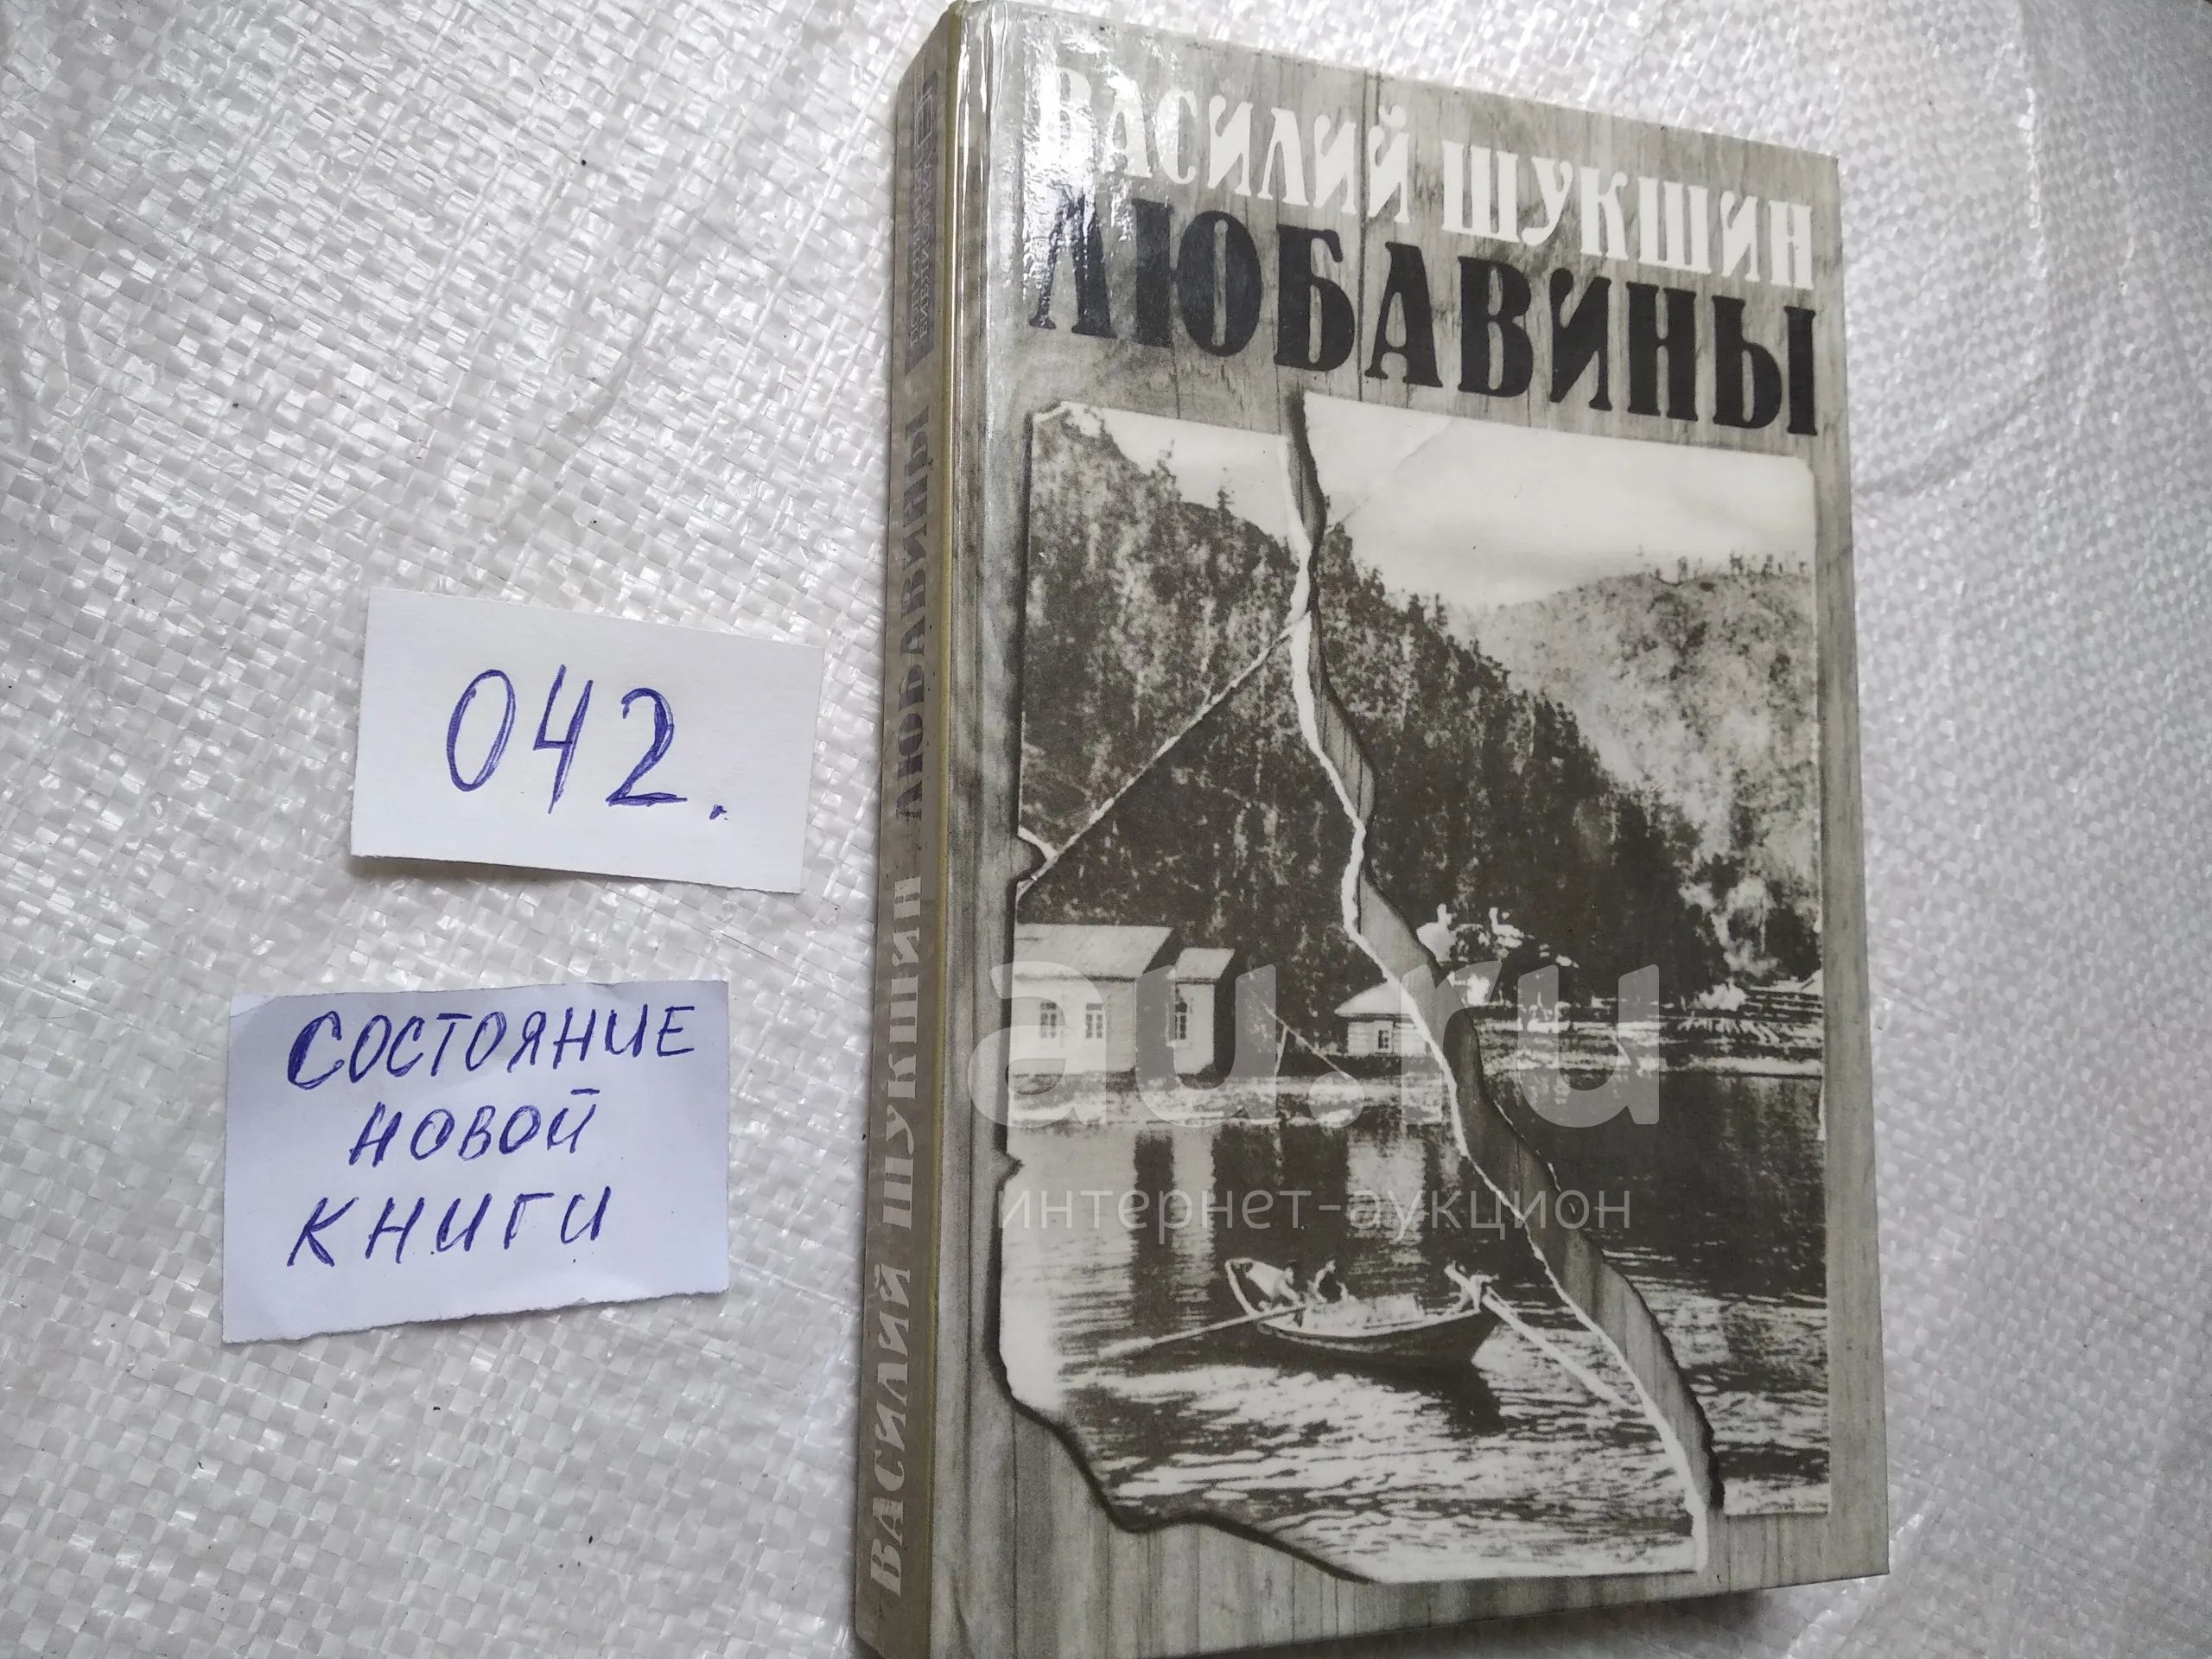 ВАСИЛИЙ ШУКШИН
ЛЮБАВИНЫ
ВАСИЛИЙ ШУКШИН ЛЮБАВИНЫ
042.
СОСТОЯНИЕ
НОВОЙ
КНИГИ
au.ru
интернет-аукцион